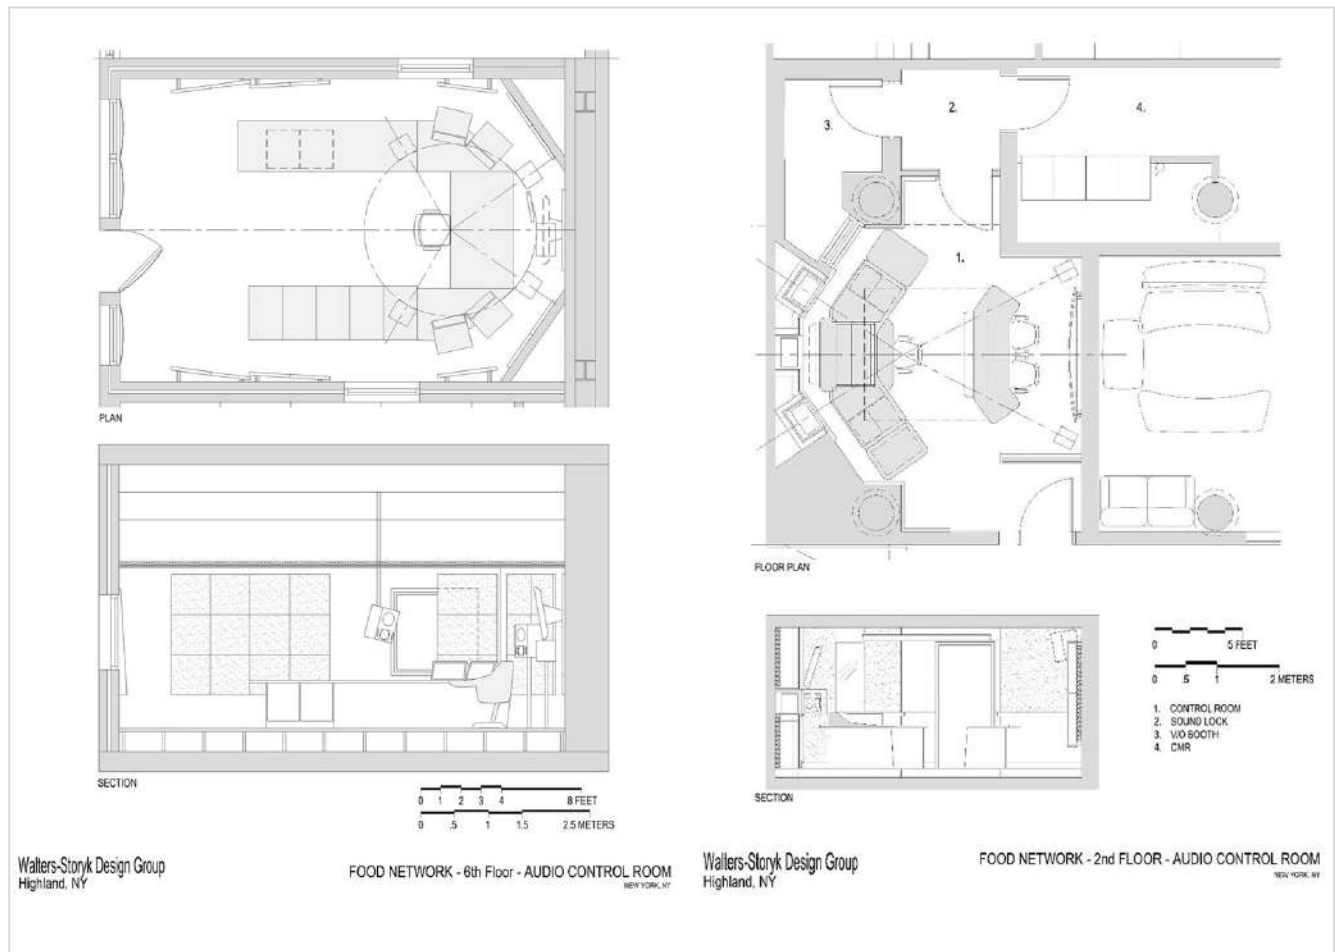 PLAN
SECTION
0 1 2 3 4 8 FEET
0 .5 1 1.5 2.5 METERS
Walters-Storyk Design Group
Highland, NY
FOOD NETWORK - 6th Floor - AUDIO CONTROL ROOM
NEW YORK, NY
2.
4.
3.
1.
FLOOR PLAN
SECTION
0 5 FEET
0 .5 1 2 METERS
1. CONTROL ROOM
2. SOUND LOCK
3. V/O BOOTH
4. CMR
Walters-Storyk Design Group
Highland, NY
FOOD NETWORK - 2nd FLOOR - AUDIO CONTROL ROOM
NEW YORK, NY